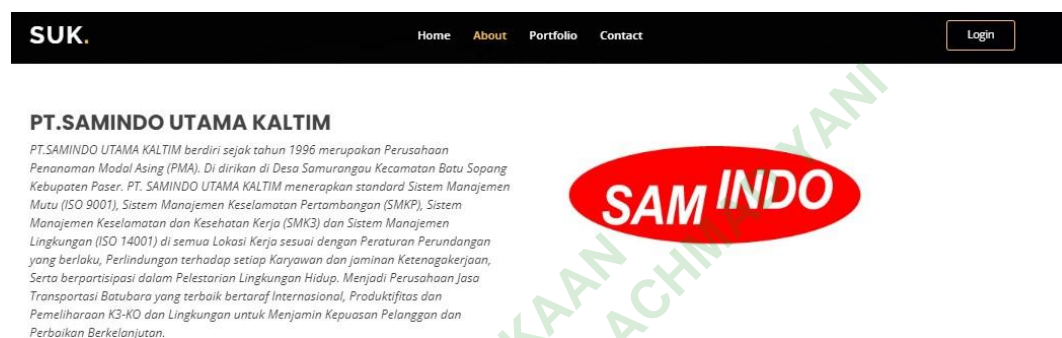 SUK.
Home About Portfolio Contact
Login
PT.SAMINDO UTAMA KALTIM
PT.SAMINDO UTAMA KALTIM berdiri sejak tahun 1996 merupakan Perusahaan
Penanaman Modal Asing (PMA). Di dirikan di Desa Samurangau Kecamatan Batu Sopang
Kebupaten Paser. PT. SAMINDO UTAMA KALTIM menerapkan standard Sistem Manajemen
Mutu (ISO 9001), Sistem Manajemen Keselamatan Pertambangan (SMKP), Sistem
Manajemen Keselamatan dan Kesehatan Kerja (SMK3) dan Sistem Manajemen
Lingkungan (ISO 14001) di semua Lokasi Kerja sesuai dengan Peraturan Perundangan
yang berlaku, Perlindungan terhadap setiap Karyawan dan jaminan Ketenagakerjaan,
Serta berpartisipasi dalam Pelestarian Lingkungan Hidup. Menjadi Perusahaan Jasa
Transportasi Batubara yang terbaik bertaraf Internasional, Produktifitas dan
Pemeliharaan K3-KO dan Lingkungan untuk Menjamin Kepuasan Pelanggan dan
Perbaikan Berkelanjutan.
SAMINDO